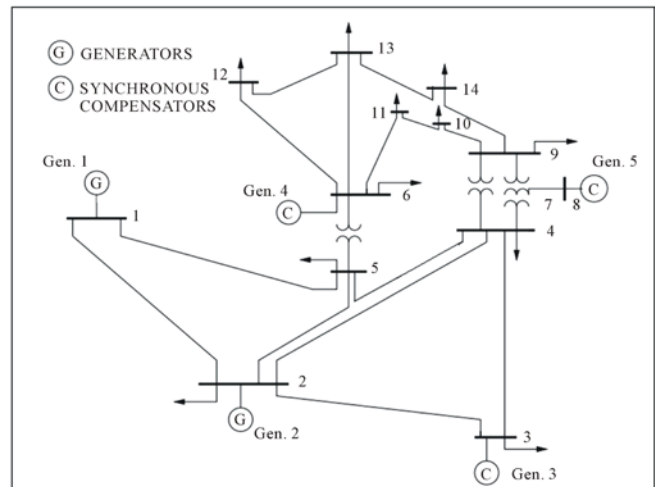 G GENERATORS
C SYNCHRONOUS
COMPENSATORS
13
12
14
11
10
9
Gen. 1
G
Gen. 4
C
6
7
8
C
Gen. 5
1
4
5
2
G
Gen. 2
3
C
Gen. 3